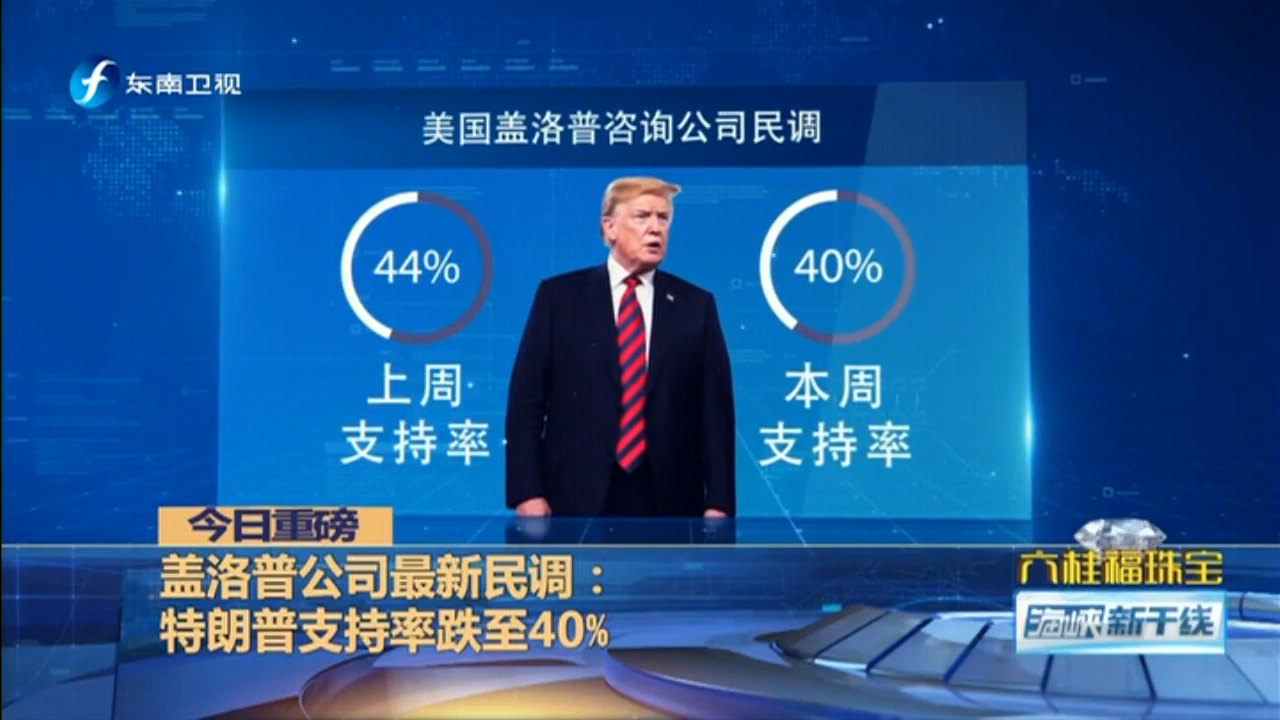 东南卫视
美国盖洛普咨询公司民调
44%
40%
上周
支持率
本周
支持率
今日重磅
盖洛普公司最新民调：
特朗普支持率跌至40%
六桂福珠宝
海峡新干线